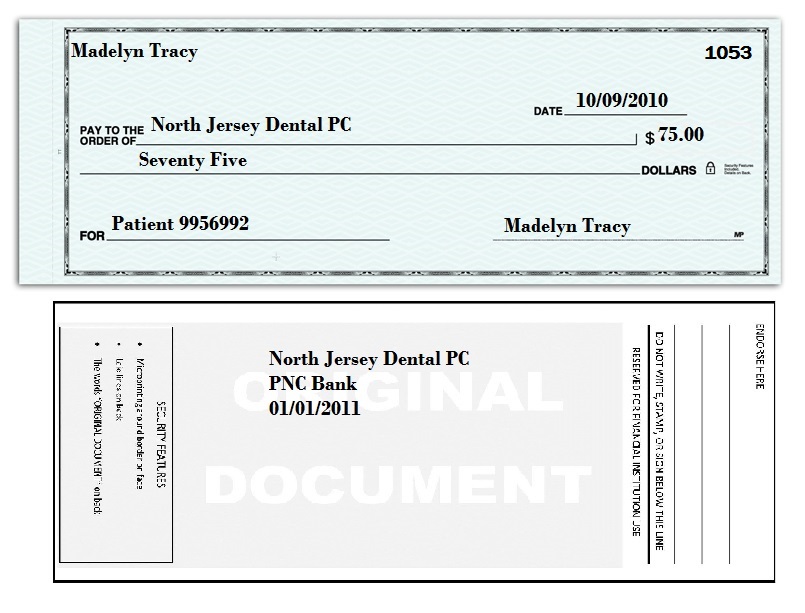 Madelyn Tracy
1053
DATE 10/09/2010
PAY TO THE
ORDER OF North Jersey Dental PC $ 75.00
Seventy Five DOLLARS
Security Features
Included.
Details on Back.
FOR Patient 9956992 Madelyn Tracy MP
North Jersey Dental PC
PNC Bank
01/01/2011
ORIGINAL
DOCUMENT
SECURITY FEATURES
• Microprinting around border on face
• lines on back
• The words "ORIGINAL DOCUMENT" on back
ENDORSE HERE
DO NOT WRITE, STAMP, OR SIGN BELOW THIS LINE
RESERVED FOR FINANCIAL INSTITUTION USE